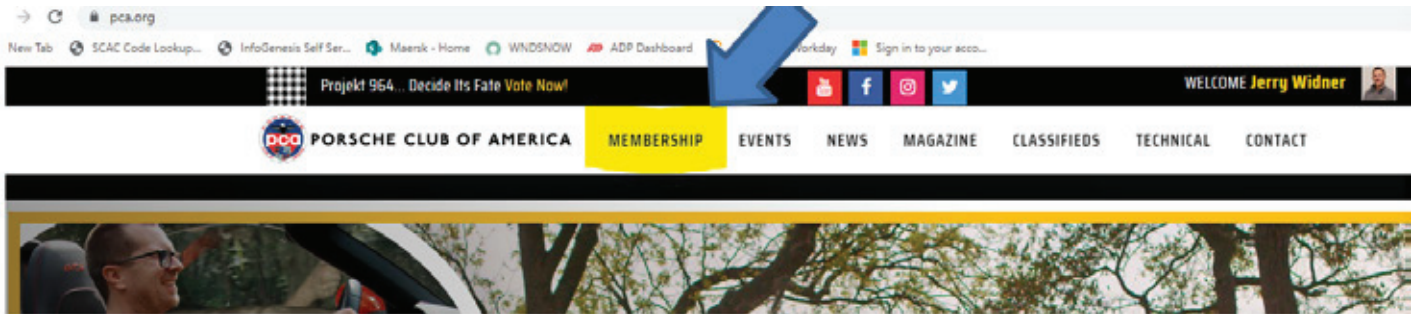 pca.org
New Tab SCAC Code Lookup... InfoGenesis Self Ser... Maersk - Home WNDSNOW ADP Dashboard Sign in to your acco...
Projekt 964... Decide Its Fate Vote Now! WELCOME Jerry Widner
pca PORSCHE CLUB OF AMERICA MEMBERSHIP EVENTS NEWS MAGAZINE CLASSIFIEDS TECHNICAL CONTACT